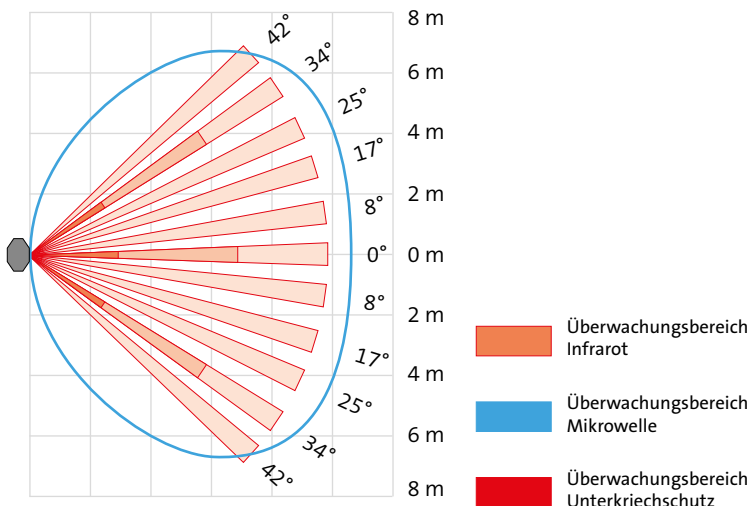 42°
34°
25°
17°
8°
0°
8°
17°
25°
34°
42°
8 m
6 m
4 m
2 m
0 m
2 m
4 m
6 m
8 m
Überwachungsbereich
Infrarot
Überwachungsbereich
Mikrowelle
Überwachungsbereich
Unterkriechschutz